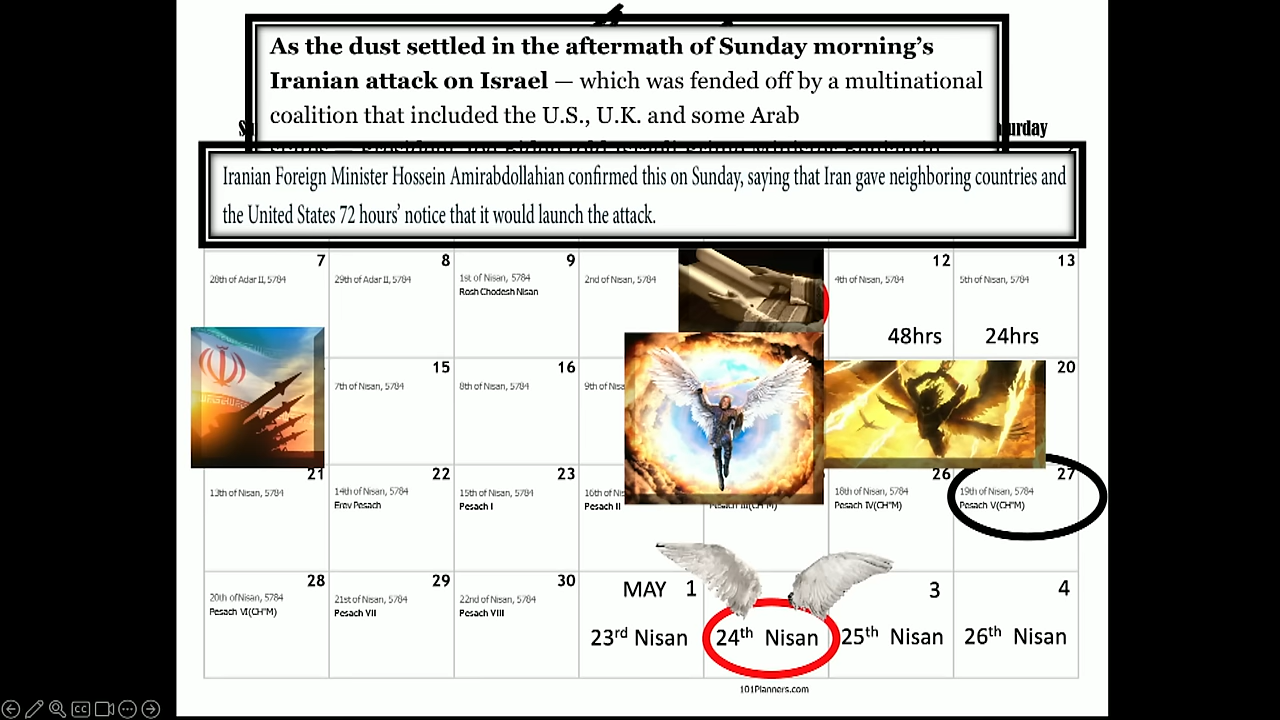 As the dust settled in the aftermath of Sunday morning's
Iranian attack on Israel — which was fended off by a multinational
coalition that included the U.S., U.K. and some Arab
Iranian Foreign Minister Hossein Amirabdollahian confirmed this on Sunday, saying that Iran gave neighboring countries and
the United States 72 hours' notice that it would launch the attack.
7 8 9 12 13
28th of Adar II, 5784 29th of Adar II, 5784 1st of Nisan, 5784 2nd of Nisan, 5784 4th of Nisan, 5784 5th of Nisan, 5784
Rosh Chodesh Nisan
48hrs 24hrs
15 16 20
7th of Nisan, 5784 8th of Nisan, 5784 9th of Nisa
21 22 23 26 27
13th of Nisan, 5784 14th of Nisan, 5784 15th of Nisan, 5784 16th of Nis 18th of Nisan, 5784 19th of Nisan, 5784
Erev Pesach Pesach I Pesach II Pesach III(CH"M) Pesach IV(CH"M) Pesach V(CH"M)
28 29 30 MAY 1 3 4
20th of Nisan, 5784 21st of Nisan, 5784 22nd of Nisan, 5784
Pesach VI(CH"M) Pesach VII Pesach VIII
23rd Nisan 24th Nisan 25th Nisan 26th Nisan
101Planners.com